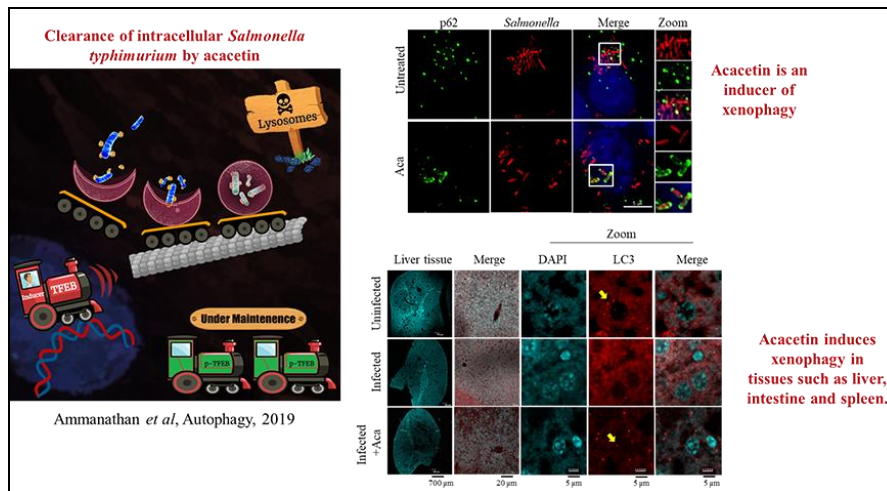 Clearance of intracellular Salmonella
typhimurium by acacetin
Lysosomes
Inducer
TFEB
Under Maintenence
p-TFEB
p-TFEB
Ammanathan et al, Autophagy, 2019
p62
Salmonella
Merge
Zoom
Untreated
Aca
Acacetin is an
inducer of
xenophagy
Zoom
Liver tissue
Merge
DAPI
LC3
Merge
Uninfected
Infected
Infected
+Aca
700 µm
20 µm
5 µm
5 µm
5 µm
Acacetin induces
xenophagy in
tissues such as liver,
intestine and spleen.